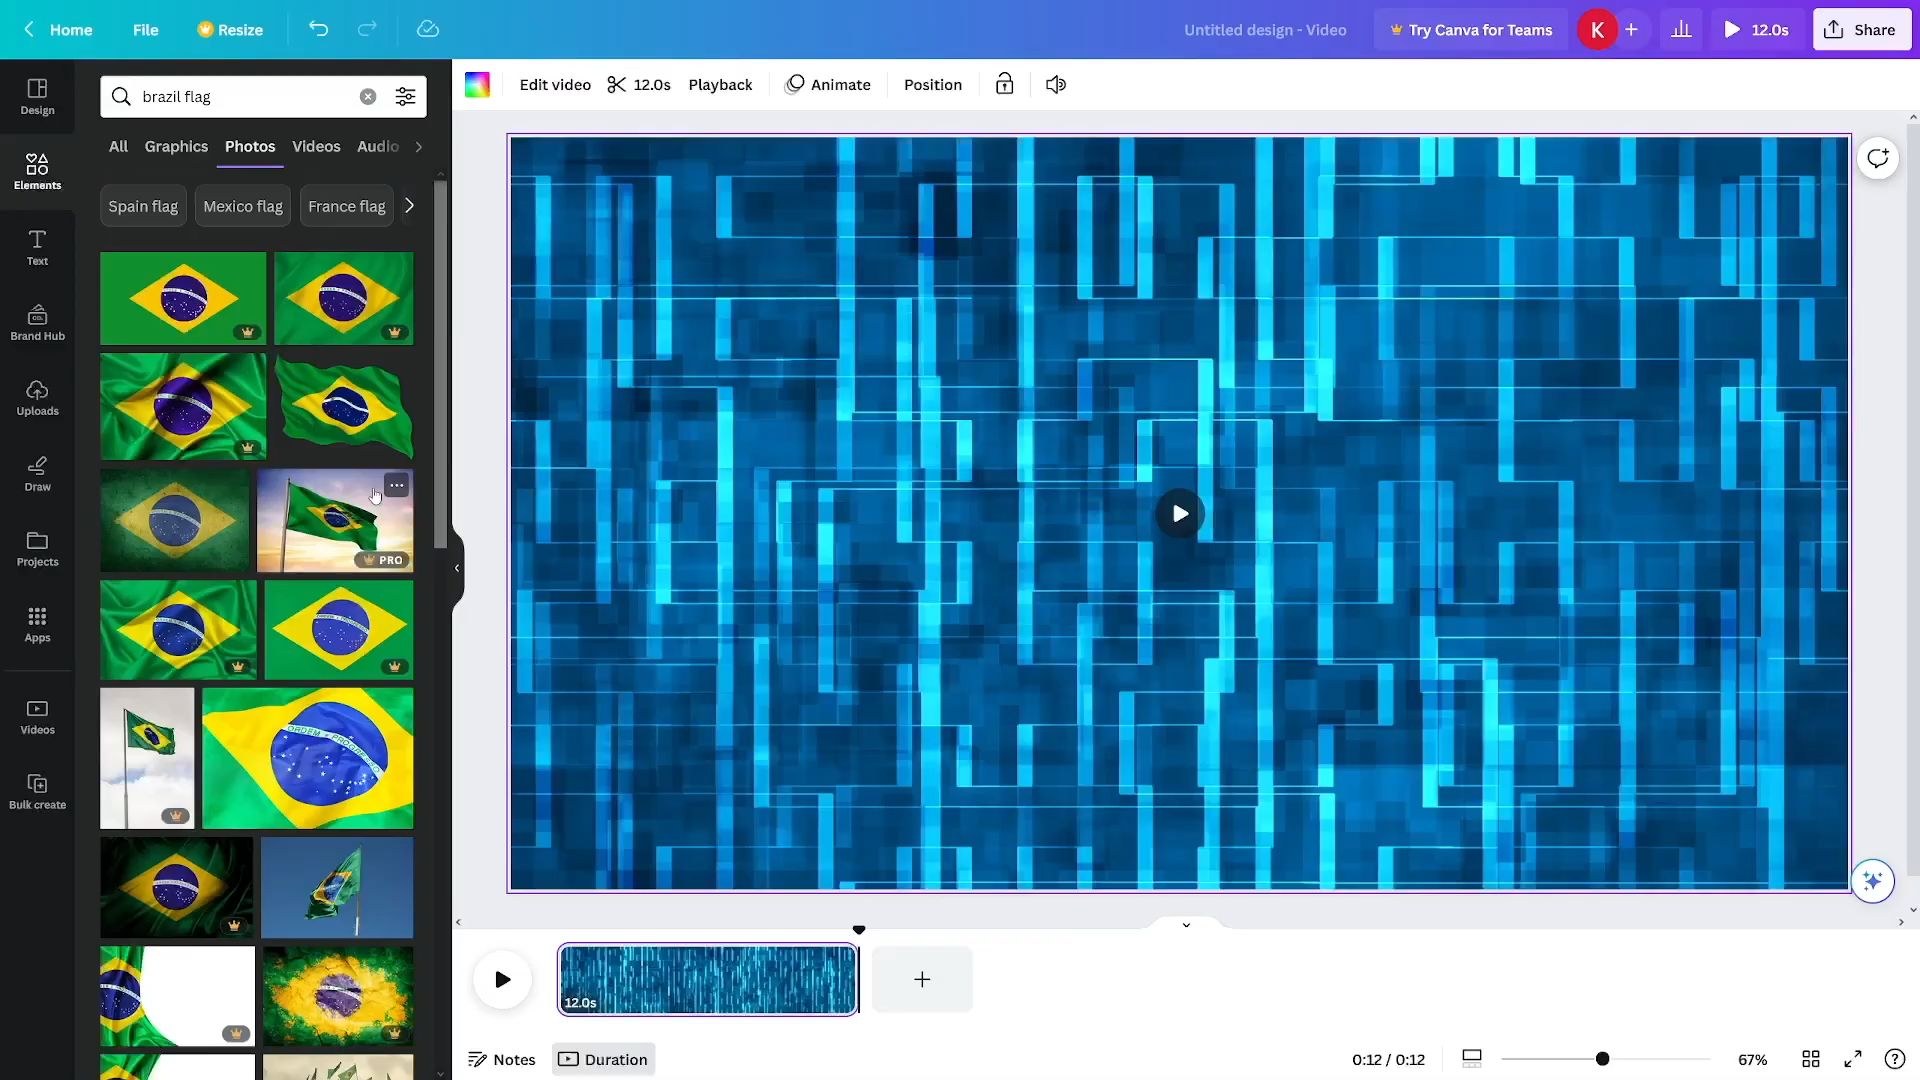 Home
File
Resize
Untitled design - Video
Try Canva for Teams
K
12.0s
Share
Design
Elements
Text
Brand Hub
Uploads
Draw
Projects
Apps
Videos
Bulk create
brazil flag
All
Graphics
Photos
Videos
Audio
Spain flag
Mexico flag
France flag
PRO
ORDEM E PROGRESSO
Edit video
12.0s
Playback
Animate
Position
12.0s
Notes
Duration
0:12 / 0:12
67%